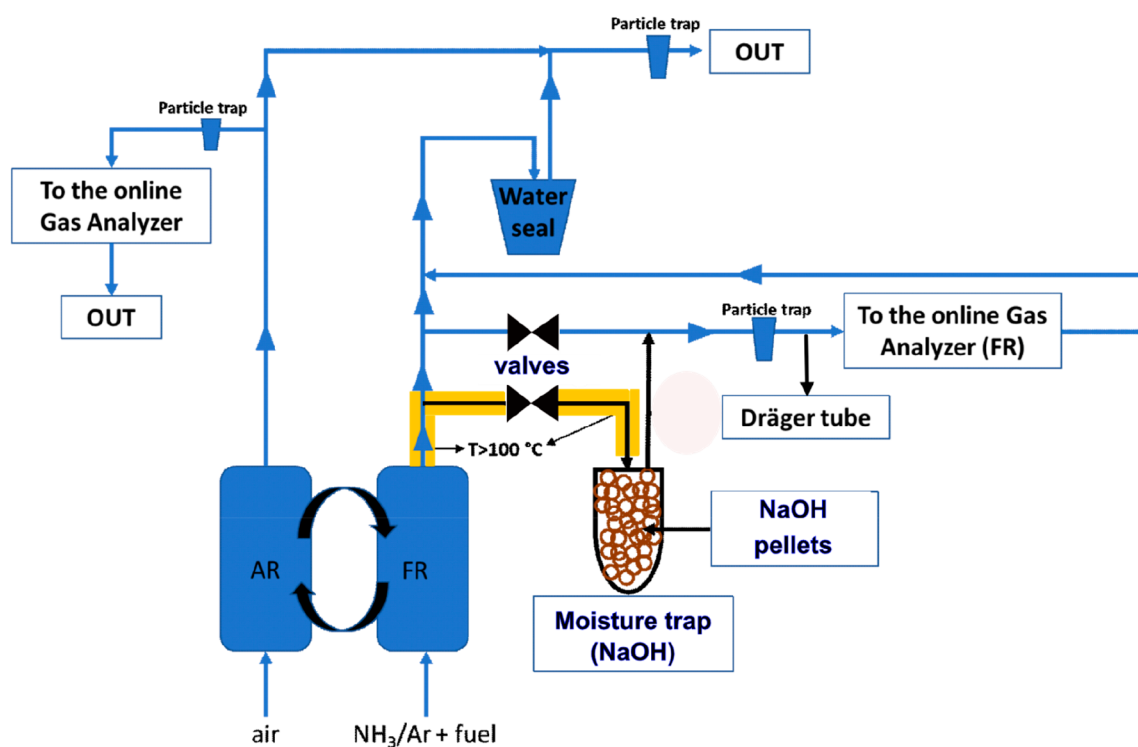 Particle trap
OUT
Particle trap
To the online
Gas Analyzer
Water
seal
OUT
Particle trap
To the online Gas
Analyzer (FR)
valves
Dräger tube
T>100 °C
NaOH
pellets
AR
FR
Moisture trap
(NaOH)
air
NH₃/Ar + fuel